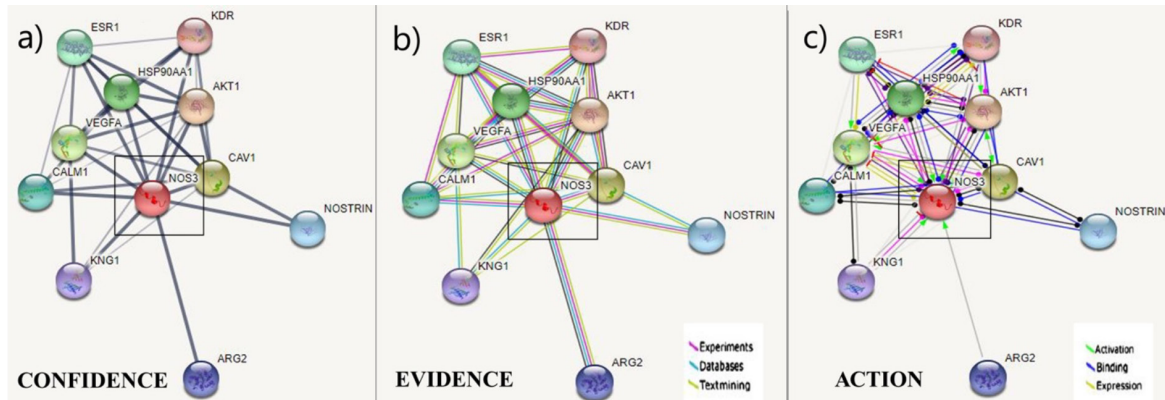 a)
ESR1
KDR
HSP90AA1
AKT1
VEGFA
CALM1
CAV1
NOS3
NOSTRIN
KNG1
ARG2
CONFIDENCE
b)
ESR1
KDR
HSP90AA1
AKT1
VEGFA
CALM1
CAV1
NOS3
NOSTRIN
KNG1
ARG2
EVIDENCE
Experiments
Databases
Textmining
c)
ESR1
KDR
HSP90AA1
AKT1
VEGFA
CALM1
CAV1
NOS3
NOSTRIN
KNG1
ARG2
ACTION
Activation
Binding
Expression